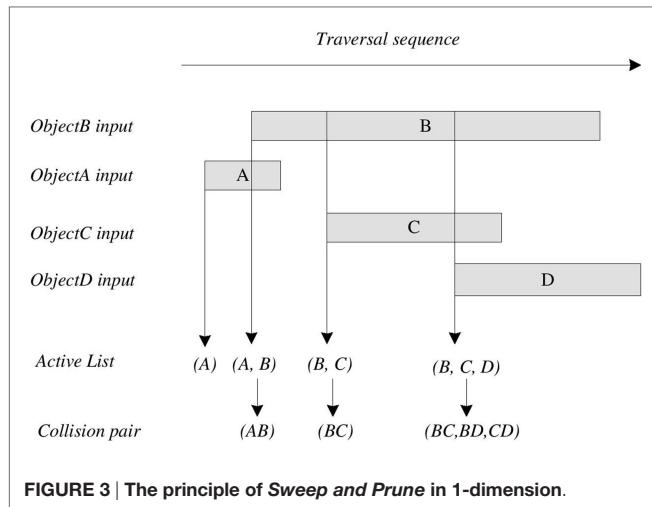 Traversal sequence
ObjectB input B
ObjectA input A
ObjectC input C
ObjectD input D
Active List (A) (A, B) (B, C) (B, C, D)
Collision pair (AB) (BC) (BC,BD,CD)
FIGURE 3 | The principle of Sweep and Prune in 1-dimension.